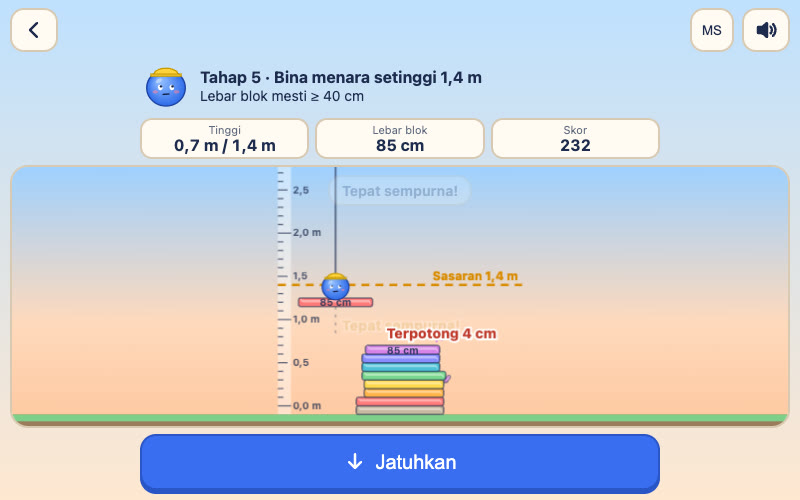 MS
Tahap 5 · Bina menara setinggi 1,4 m
Lebar blok mesti ≥ 40 cm
Tinggi
0,7 m / 1,4 m
Lebar blok
85 cm
Skor
232
2,5
Tepat sempurna!
2,0 m
1,5
Sasaran 1,4 m
85 cm
1,0 m
Tepat sempurna!
Terpotong 4 cm
85 cm
0,5
0,0 m
Jatuhkan